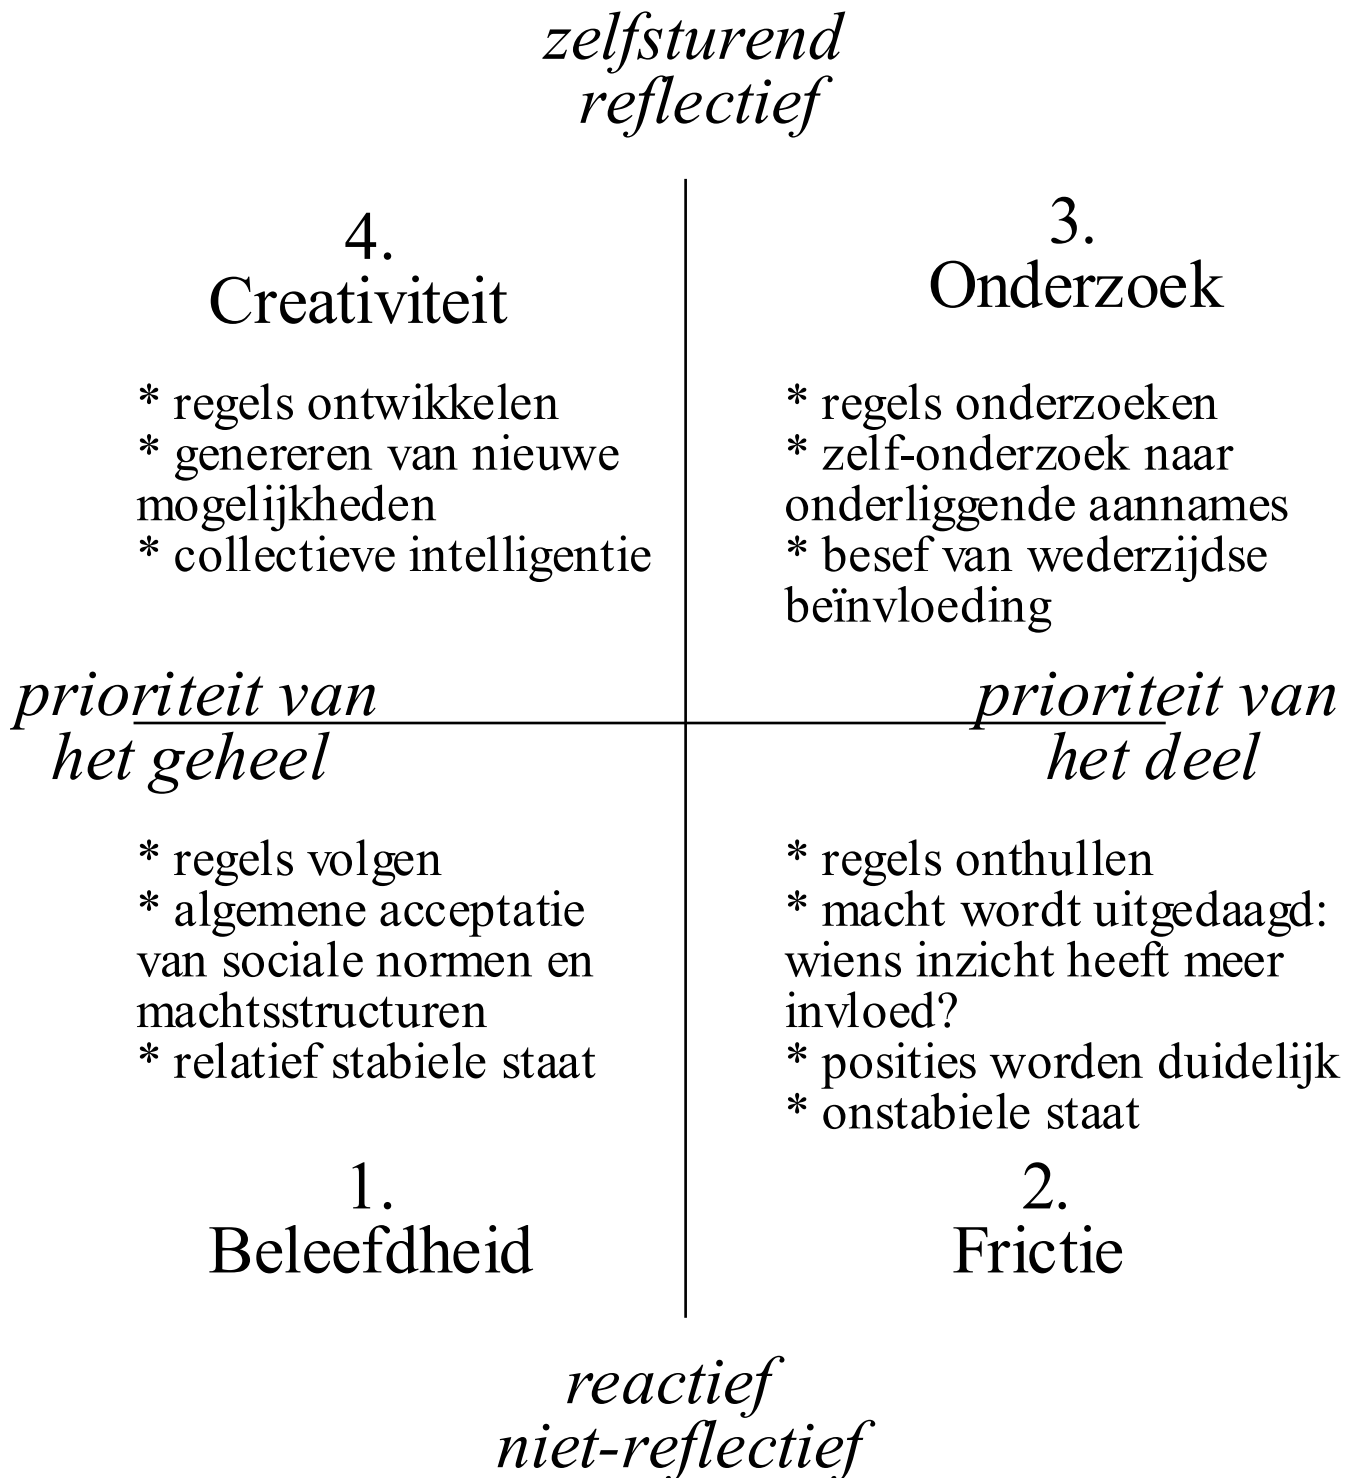 zelfsturend
reflectief
4.
Creativiteit
* regels ontwikkelen
* genereren van nieuwe
mogelijkheden
* collectieve intelligentie
3.
Onderzoek
* regels onderzoeken
* zelf-onderzoek naar
onderliggende aannames
* besef van wederzijdse
beïnvloeding
prioriteit van
het geheel
prioriteit van
het deel
* regels volgen
* algemene acceptatie
van sociale normen en
machtsstructuren
* relatief stabiele staat
1.
Beleefdheid
* regels onthullen
* macht wordt uitgedaagd:
wiens inzicht heeft meer
invloed?
* posities worden duidelijk
* onstabiele staat
2.
Frictie
reactief
niet-reflectief